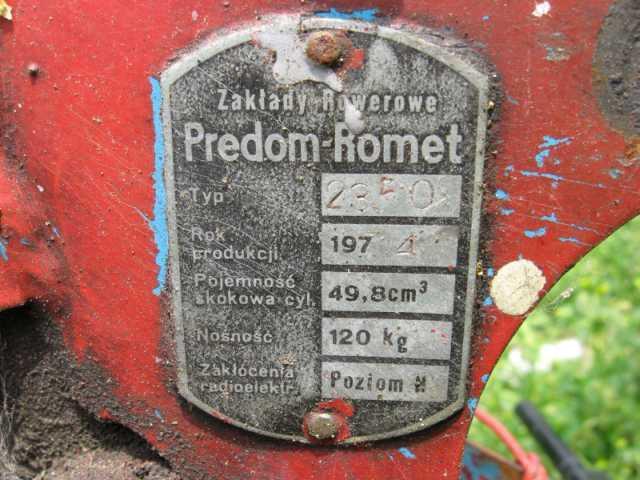 Zakłady Rowerowe
Predom-Romet
Typ 2350
Rok produkcji 1974
Pojemność skokowa cyl. 49,8cm³
Nośność 120 kg
Zakłócenia radioelektr. Poziom N